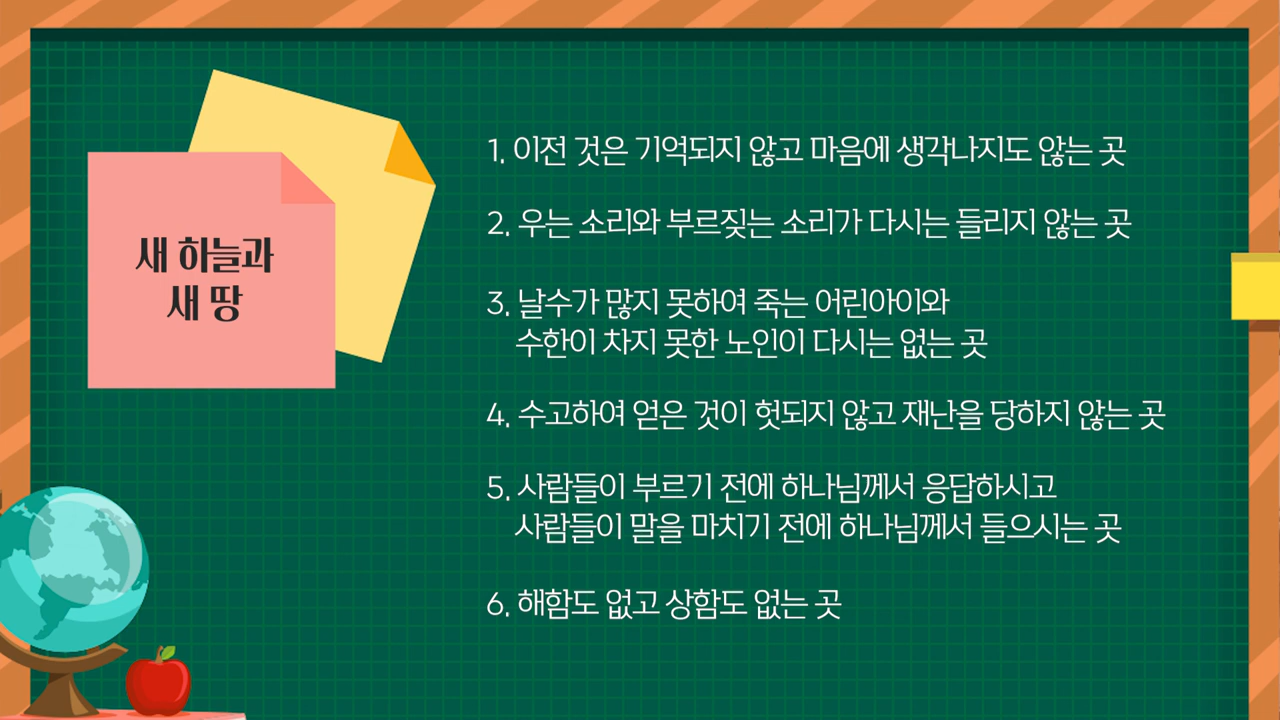 새 하늘과
새 땅
1. 이전 것은 기억되지 않고 마음에 생각나지도 않는 곳
2. 우는 소리와 부르짖는 소리가 다시는 들리지 않는 곳
3. 날수가 많지 못하여 죽는 어린아이와
수한이 차지 못한 노인이 다시는 없는 곳
4. 수고하여 얻은 것이 헛되지 않고 재난을 당하지 않는 곳
5. 사람들이 부르기 전에 하나님께서 응답하시고
사람들이 말을 마치기 전에 하나님께서 들으시는 곳
6. 해함도 없고 상함도 없는 곳